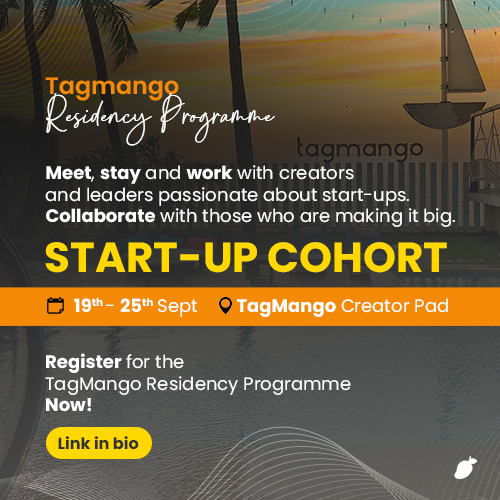 Tagmango
Residency Programme
tagmango
Meet, stay and work with creators
and leaders passionate about start-ups.
Collaborate with those who are making it big.
START-UP COHORT
19th - 25th Sept TagMango Creator Pad
Register for the
TagMango Residency Programme
Now!
Link in bio